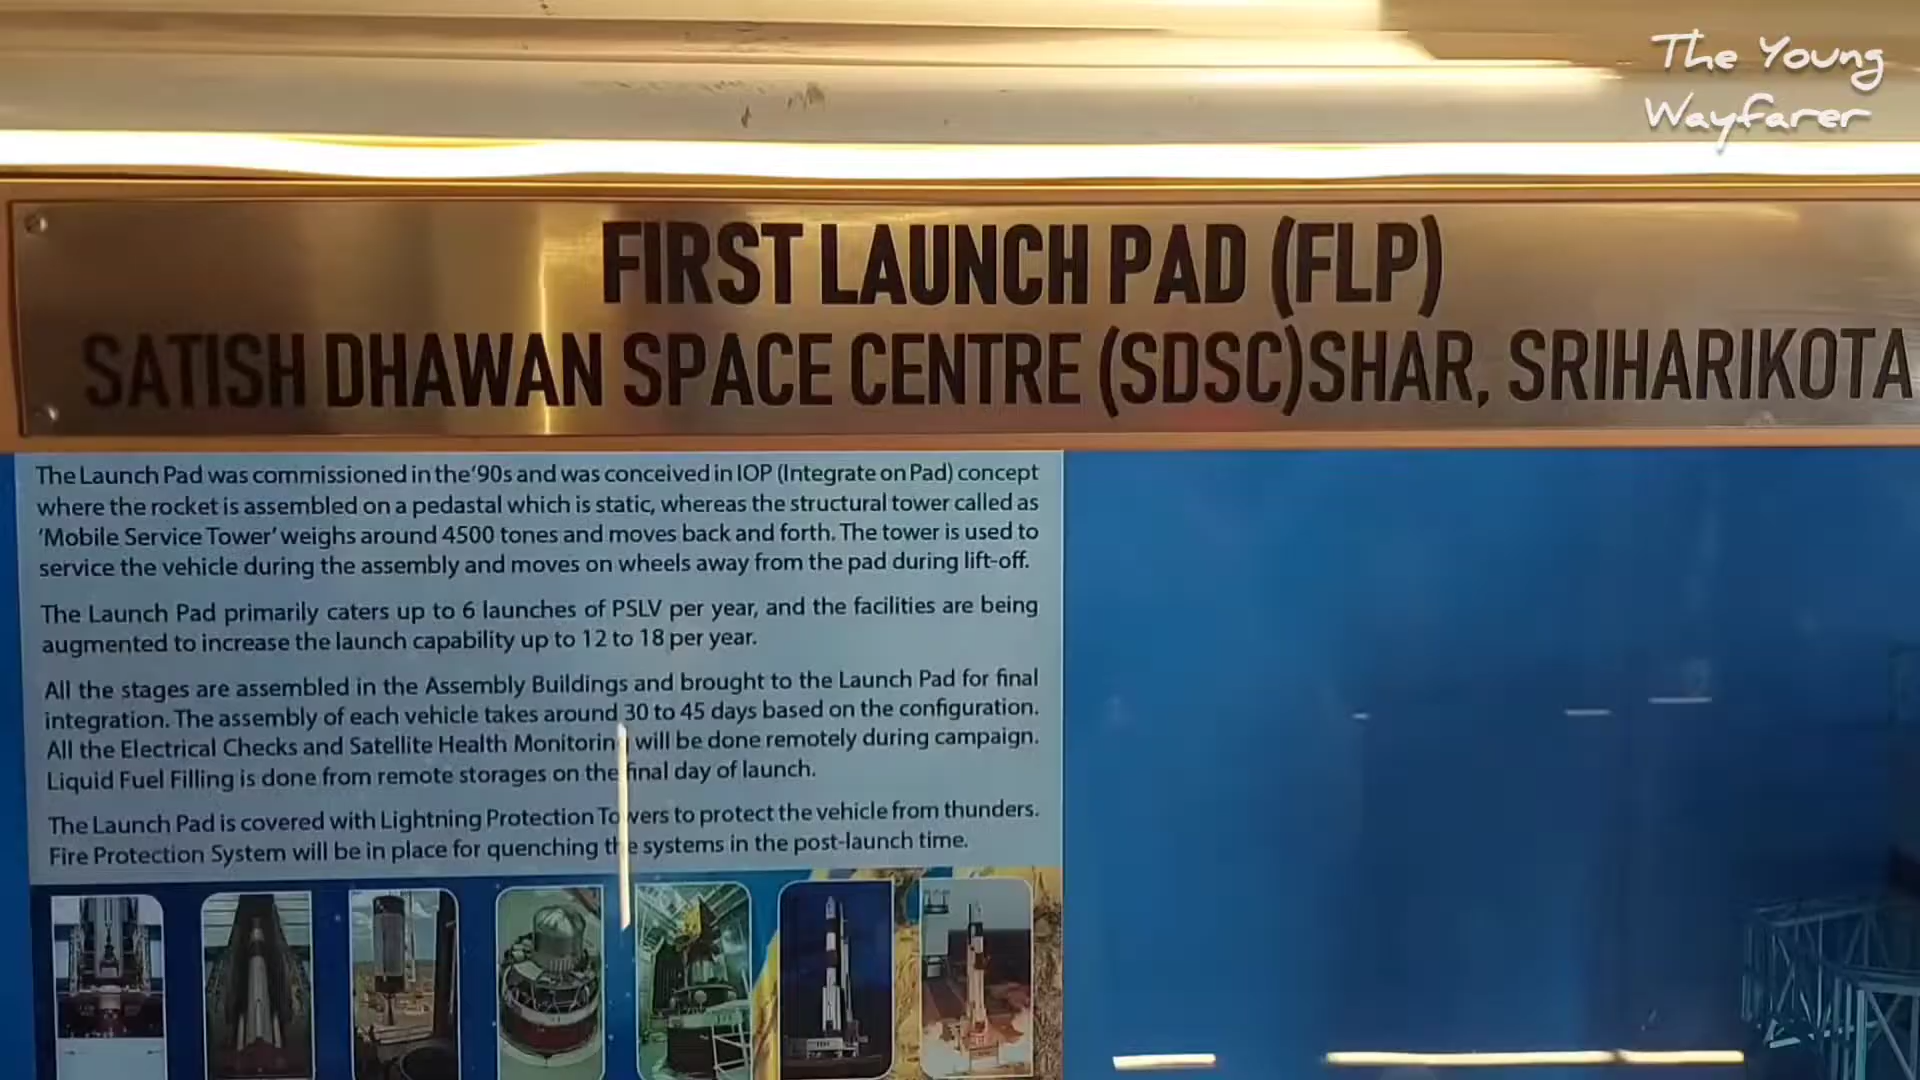 The Young
Wayfarer
FIRST LAUNCH PAD (FLP)
SATISH DHAWAN SPACE CENTRE (SDSC)SHAR, SRIHARIKOTA
The Launch Pad was commissioned in the'90s and was conceived in IOP (Integrate on Pad) concept
where the rocket is assembled on a pedastal which is static, whereas the structural tower called as
'Mobile Service Tower' weighs around 4500 tones and moves back and forth. The tower is used to
service the vehicle during the assembly and moves on wheels away from the pad during lift-off.
The Launch Pad primarily caters up to 6 launches of PSLV per year, and the facilities are being
augmented to increase the launch capability up to 12 to 18 per year.
All the stages are assembled in the Assembly Buildings and brought to the Launch Pad for final
integration. The assembly of each vehicle takes around 30 to 45 days based on the configuration.
All the Electrical Checks and Satellite Health Monitoring will be done remotely during campaign.
Liquid Fuel Filling is done from remote storages on the final day of launch.
The Launch Pad is covered with Lightning Protection Towers to protect the vehicle from thunders.
Fire Protection System will be in place for quenching the systems in the post-launch time.